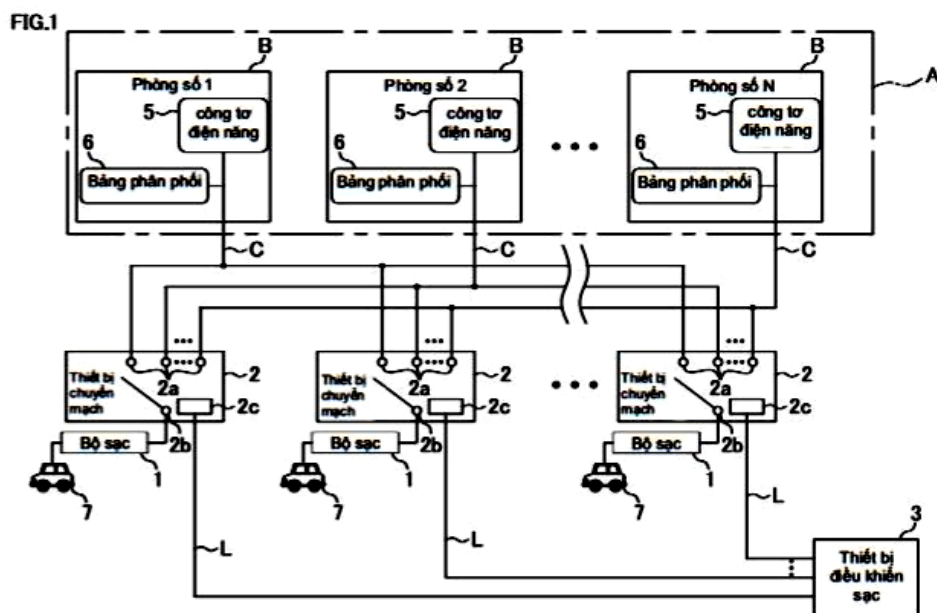 FIG.1
B B B A
Phòng số 1 Phòng số 2 Phòng số N
5 công tơ điện năng 5 công tơ điện năng 5 công tơ điện năng
6 Bảng phân phối 6 Bảng phân phối 6 Bảng phân phối
C C C
Thiết bị chuyển mạch 2a 2 2c 2b
Thiết bị chuyển mạch 2a 2 2c 2b
Thiết bị chuyển mạch 2a 2 2c 2b
Bộ sạc 1 7
Bộ sạc 1 7
Bộ sạc 1 7
L L L
3
Thiết bị
điều khiển
sạc